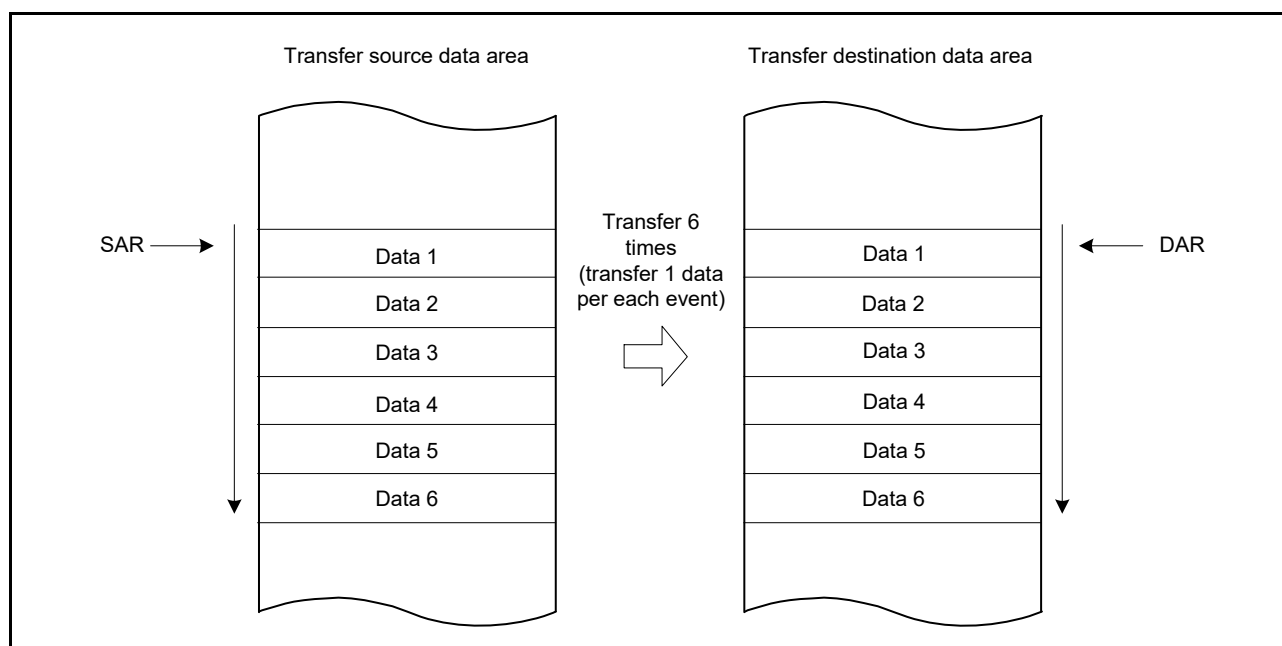 Transfer source data area
Transfer destination data area
SAR
Data 1
Data 2
Data 3
Data 4
Data 5
Data 6
Transfer 6
times
(transfer 1 data
per each event)
Data 1
Data 2
Data 3
Data 4
Data 5
Data 6
DAR